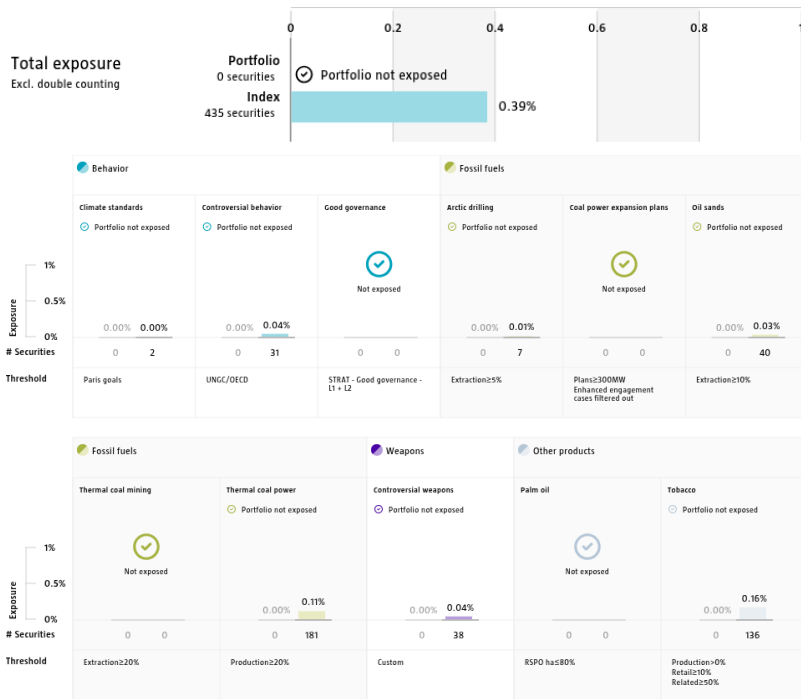 0 0.2 0.4 0.6 0.8 1
Total exposure
Excl. double counting
Portfolio
0 securities
Portfolio not exposed
Index
435 securities
0.39%
Behavior
Fossil fuels
Climate standards
Controversial behavior
Good governance
Arctic drilling
Coal power expansion plans
Oil sands
Portfolio not exposed
Portfolio not exposed
Portfolio not exposed
Portfolio not exposed
Not exposed
Not exposed
Exposure
1%
0.5%
0%
0.00% 0.00%
0.00% 0.04%
0.00% 0.01%
0.00% 0.03%
# Securities
0 2
0 31
0 0
0 7
0 0
0 40
Threshold
Paris goals
UNGC/OECD
STRAT - Good governance -
L1 + L2
Extraction≥5%
Plans≥300MW
Enhanced engagement
cases filtered out
Extraction≥10%
Fossil fuels
Weapons
Other products
Thermal coal mining
Thermal coal power
Controversial weapons
Palm oil
Tobacco
Portfolio not exposed
Portfolio not exposed
Portfolio not exposed
Not exposed
Not exposed
Exposure
1%
0.5%
0%
0.00% 0.11%
0.00% 0.04%
0.00% 0.16%
# Securities
0 0
0 181
0 38
0 0
0 136
Threshold
Extraction≥20%
Production≥20%
Custom
RSPO ha≤80%
Production>0%
Retail≥10%
Related≥50%